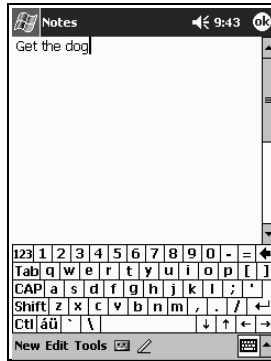 Notes 9:43 ok
Get the dog
123 1 2 3 4 5 6 7 8 9 0 - =
Tab q w e r t y u i o p [ ]
CAP a s d f g h j k l ; '
Shift z x c v b n m , . /
Ctl áü ` \
New Edit Tools